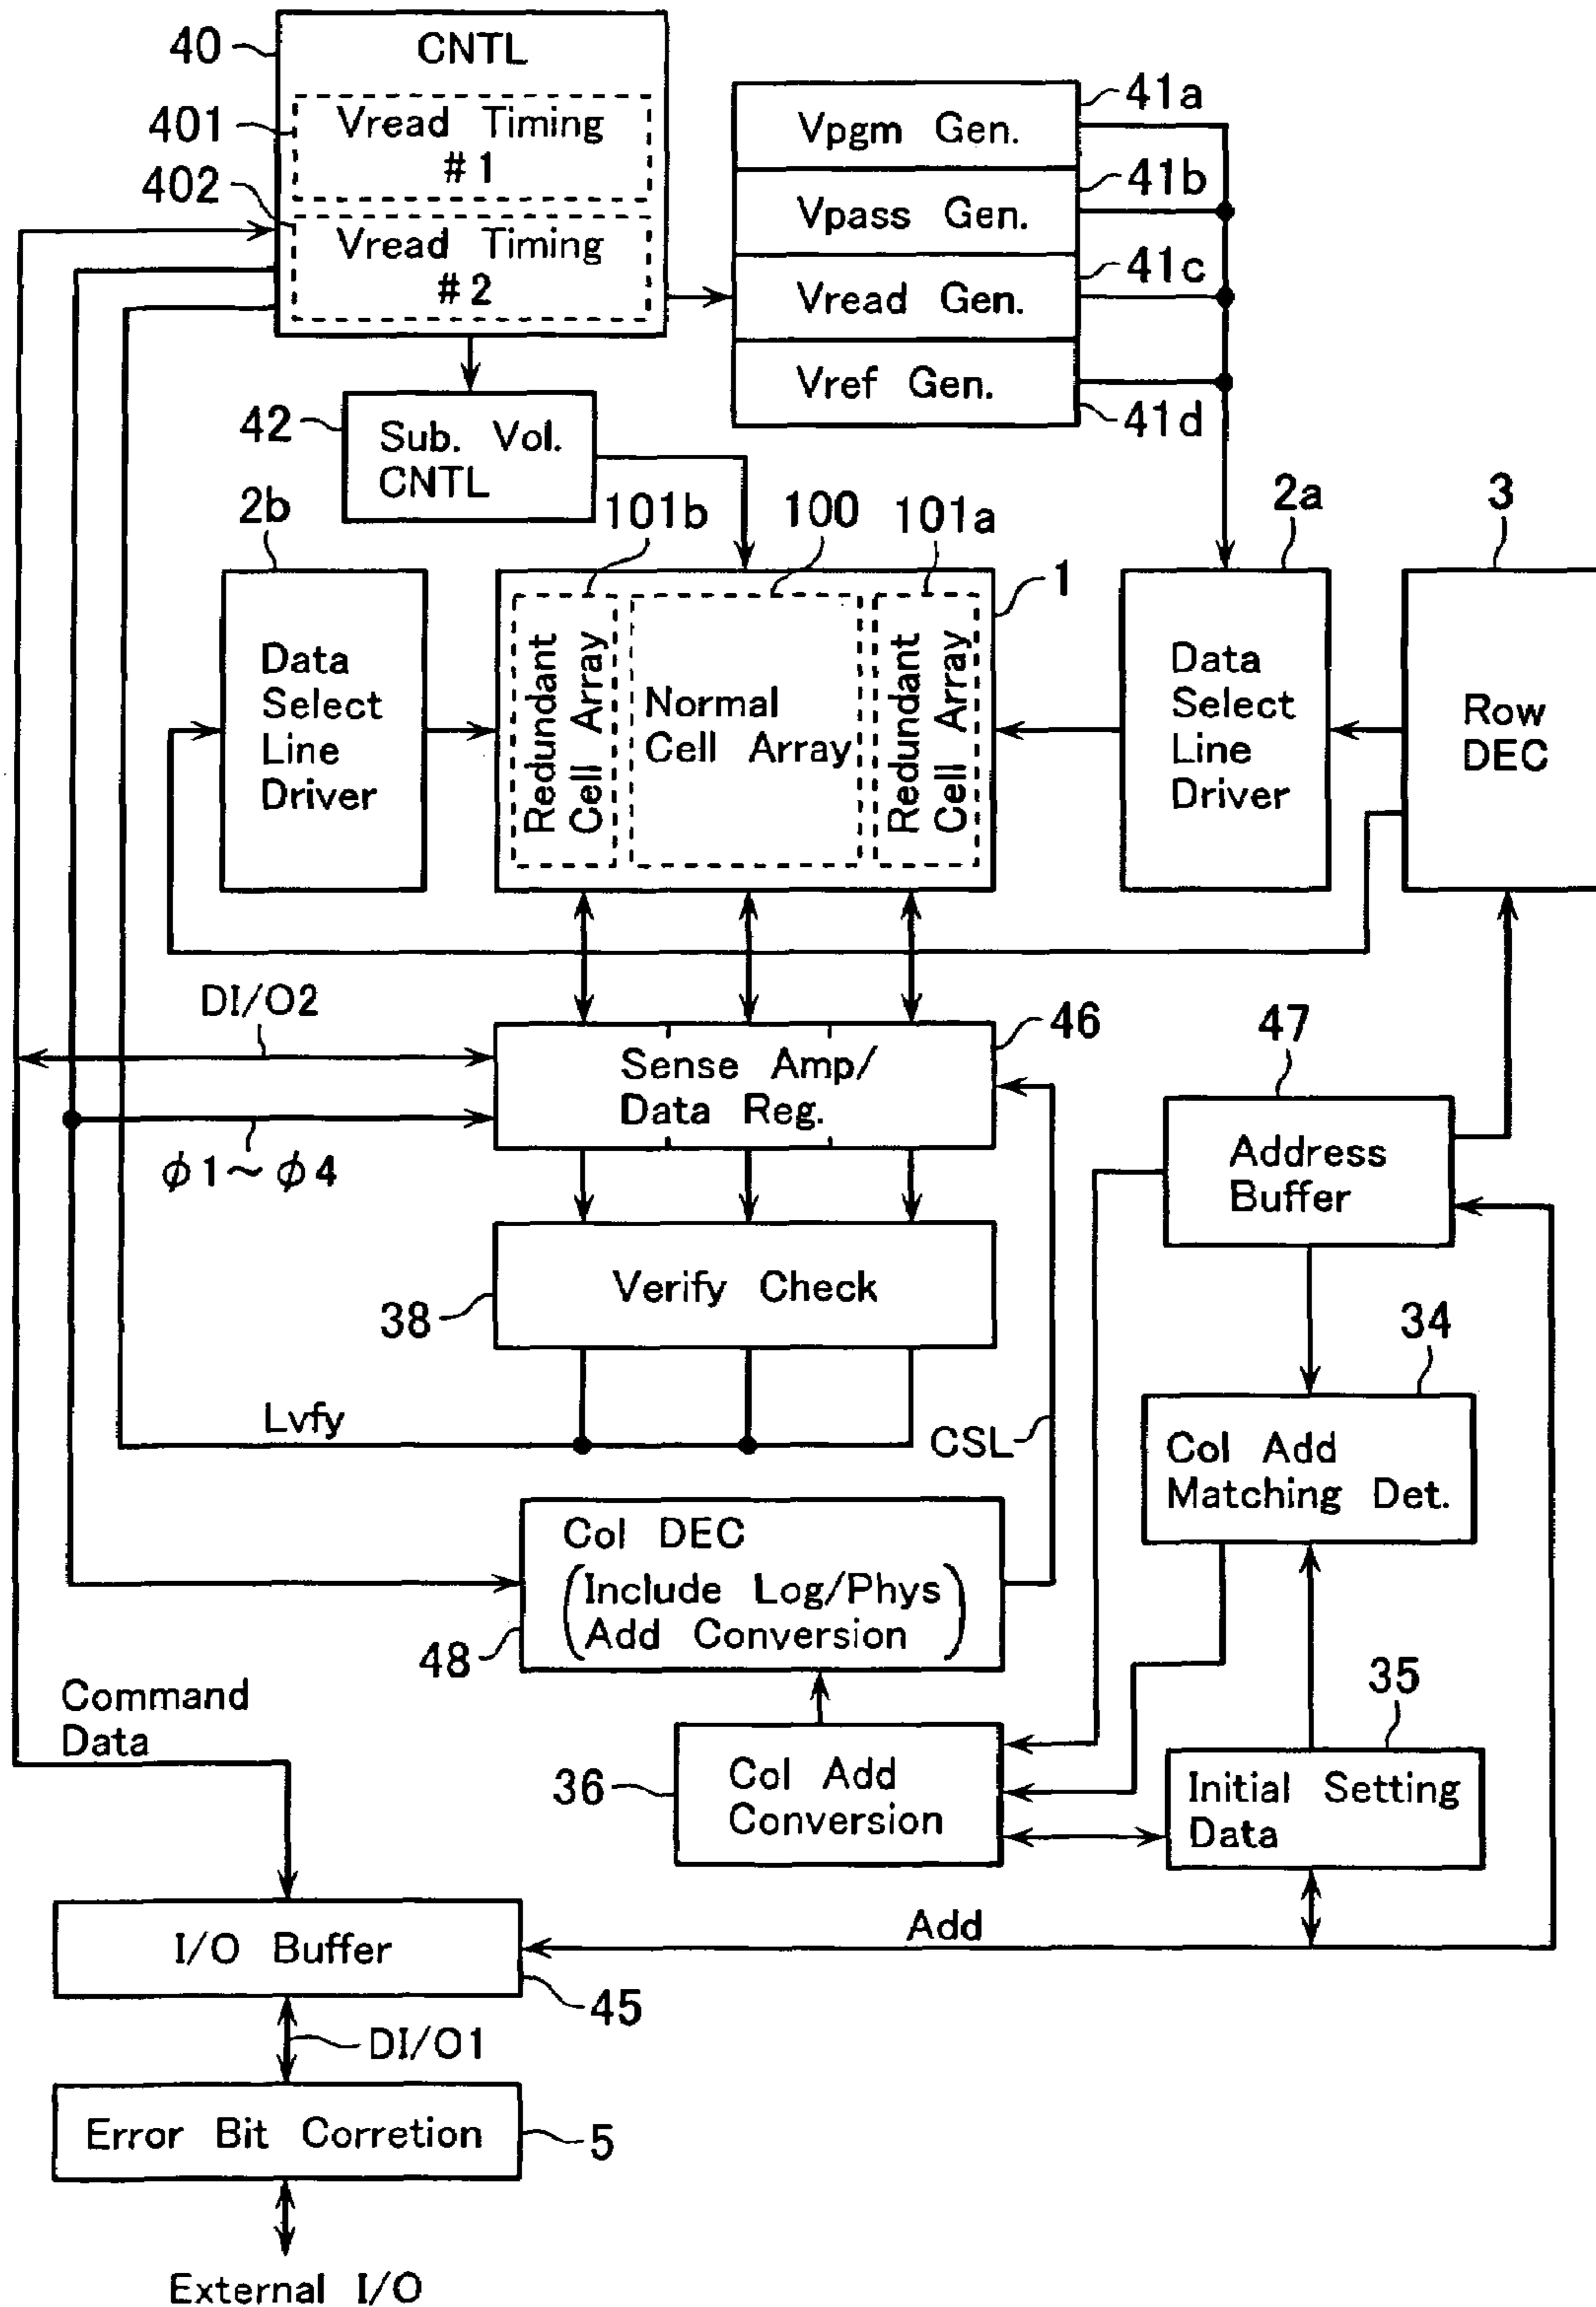 40
CNTL
401
Vread Timing
#1
402
Vread Timing
#2
Vpgm Gen.
41a
Vpass Gen.
41b
Vread Gen.
41c
Vref Gen.
41d
42
Sub. Vol.
CNTL
2b
101b
100
101a
1
2a
3
Data
Select
Line
Driver
Redundant
Cell Array
Normal
Cell Array
Redundant
Cell Array
Data
Select
Line
Driver
Row
DEC
DI/O2
46
Sense Amp/
Data Reg.
47
Address
Buffer
φ1~φ4
Verify Check
38
34
Lvfy
CSL
Col Add
Matching Det.
Col DEC
(Include Log/Phys
Add Conversion)
48
Command
Data
35
36
Col Add
Conversion
Initial Setting
Data
Add
I/O Buffer
45
DI/O1
Error Bit Corretion
5
External I/O